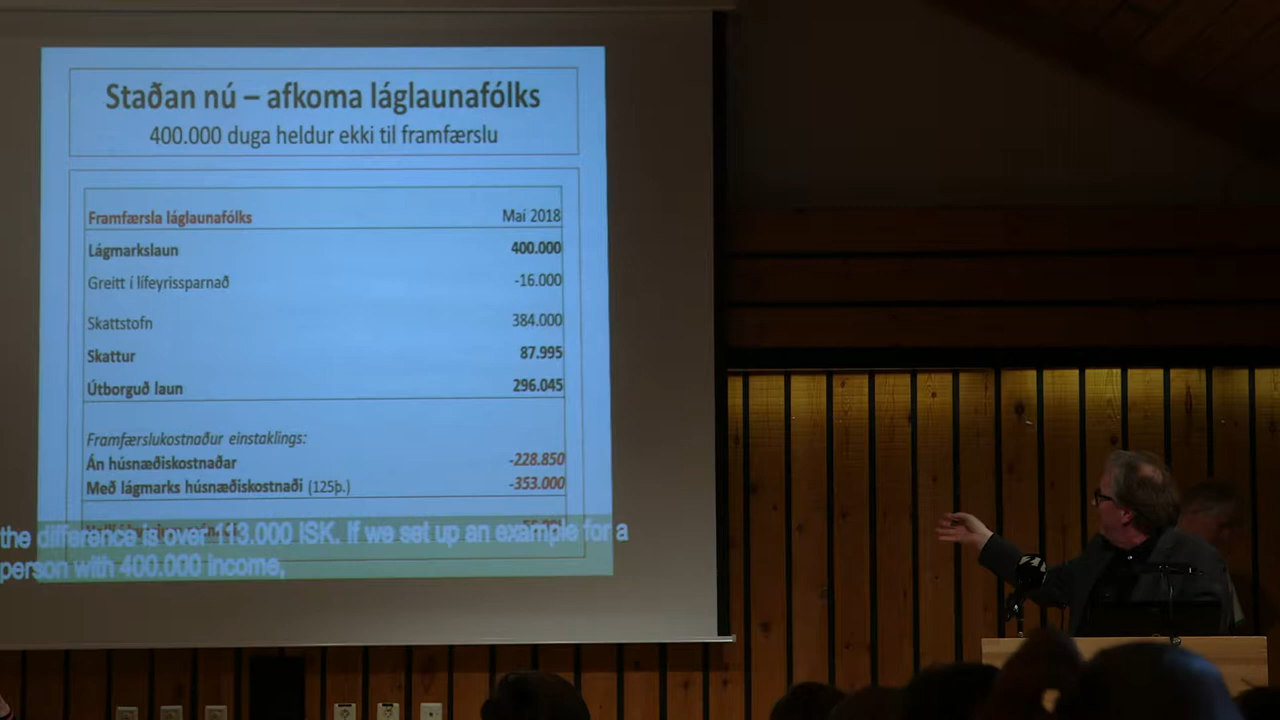 Staðan nú – afkoma láglaunafólks
400.000 duga heldur ekki til framfærslu
Framfærsla láglaunafólks Maí 2018
Lágmarkslaun 400.000
Greitt í lífeyrissparnað -16.000
Skattstofn 384.000
Skattur 87.995
Útborguð laun 296.045
Framfærslukostnaður einstaklings:
Án húsnæðiskostnaðar -228.850
Með lágmarks húsnæðiskostnaði (125þ.) -353.000
the difference is over 113.000 ISK. If we set up an example for a
person with 400.000 income,